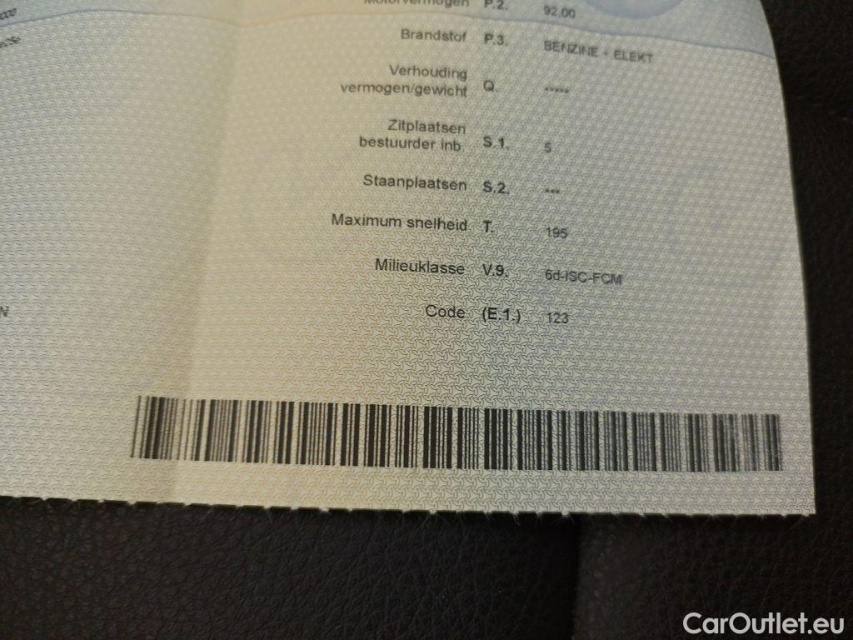 Motorvermogen P.2. 92.00
Brandstof P.3. BENZINE + ELEKT
Verhouding
vermogen/gewicht Q. -----
Zitplaatsen
bestuurder inb. S.1. 5
Staanplaatsen S.2. ---
Maximum snelheid T. 195
Milieuklasse V.9. 6d-ISC-FCM
Code (E.1.) 123
CarOutlet.eu